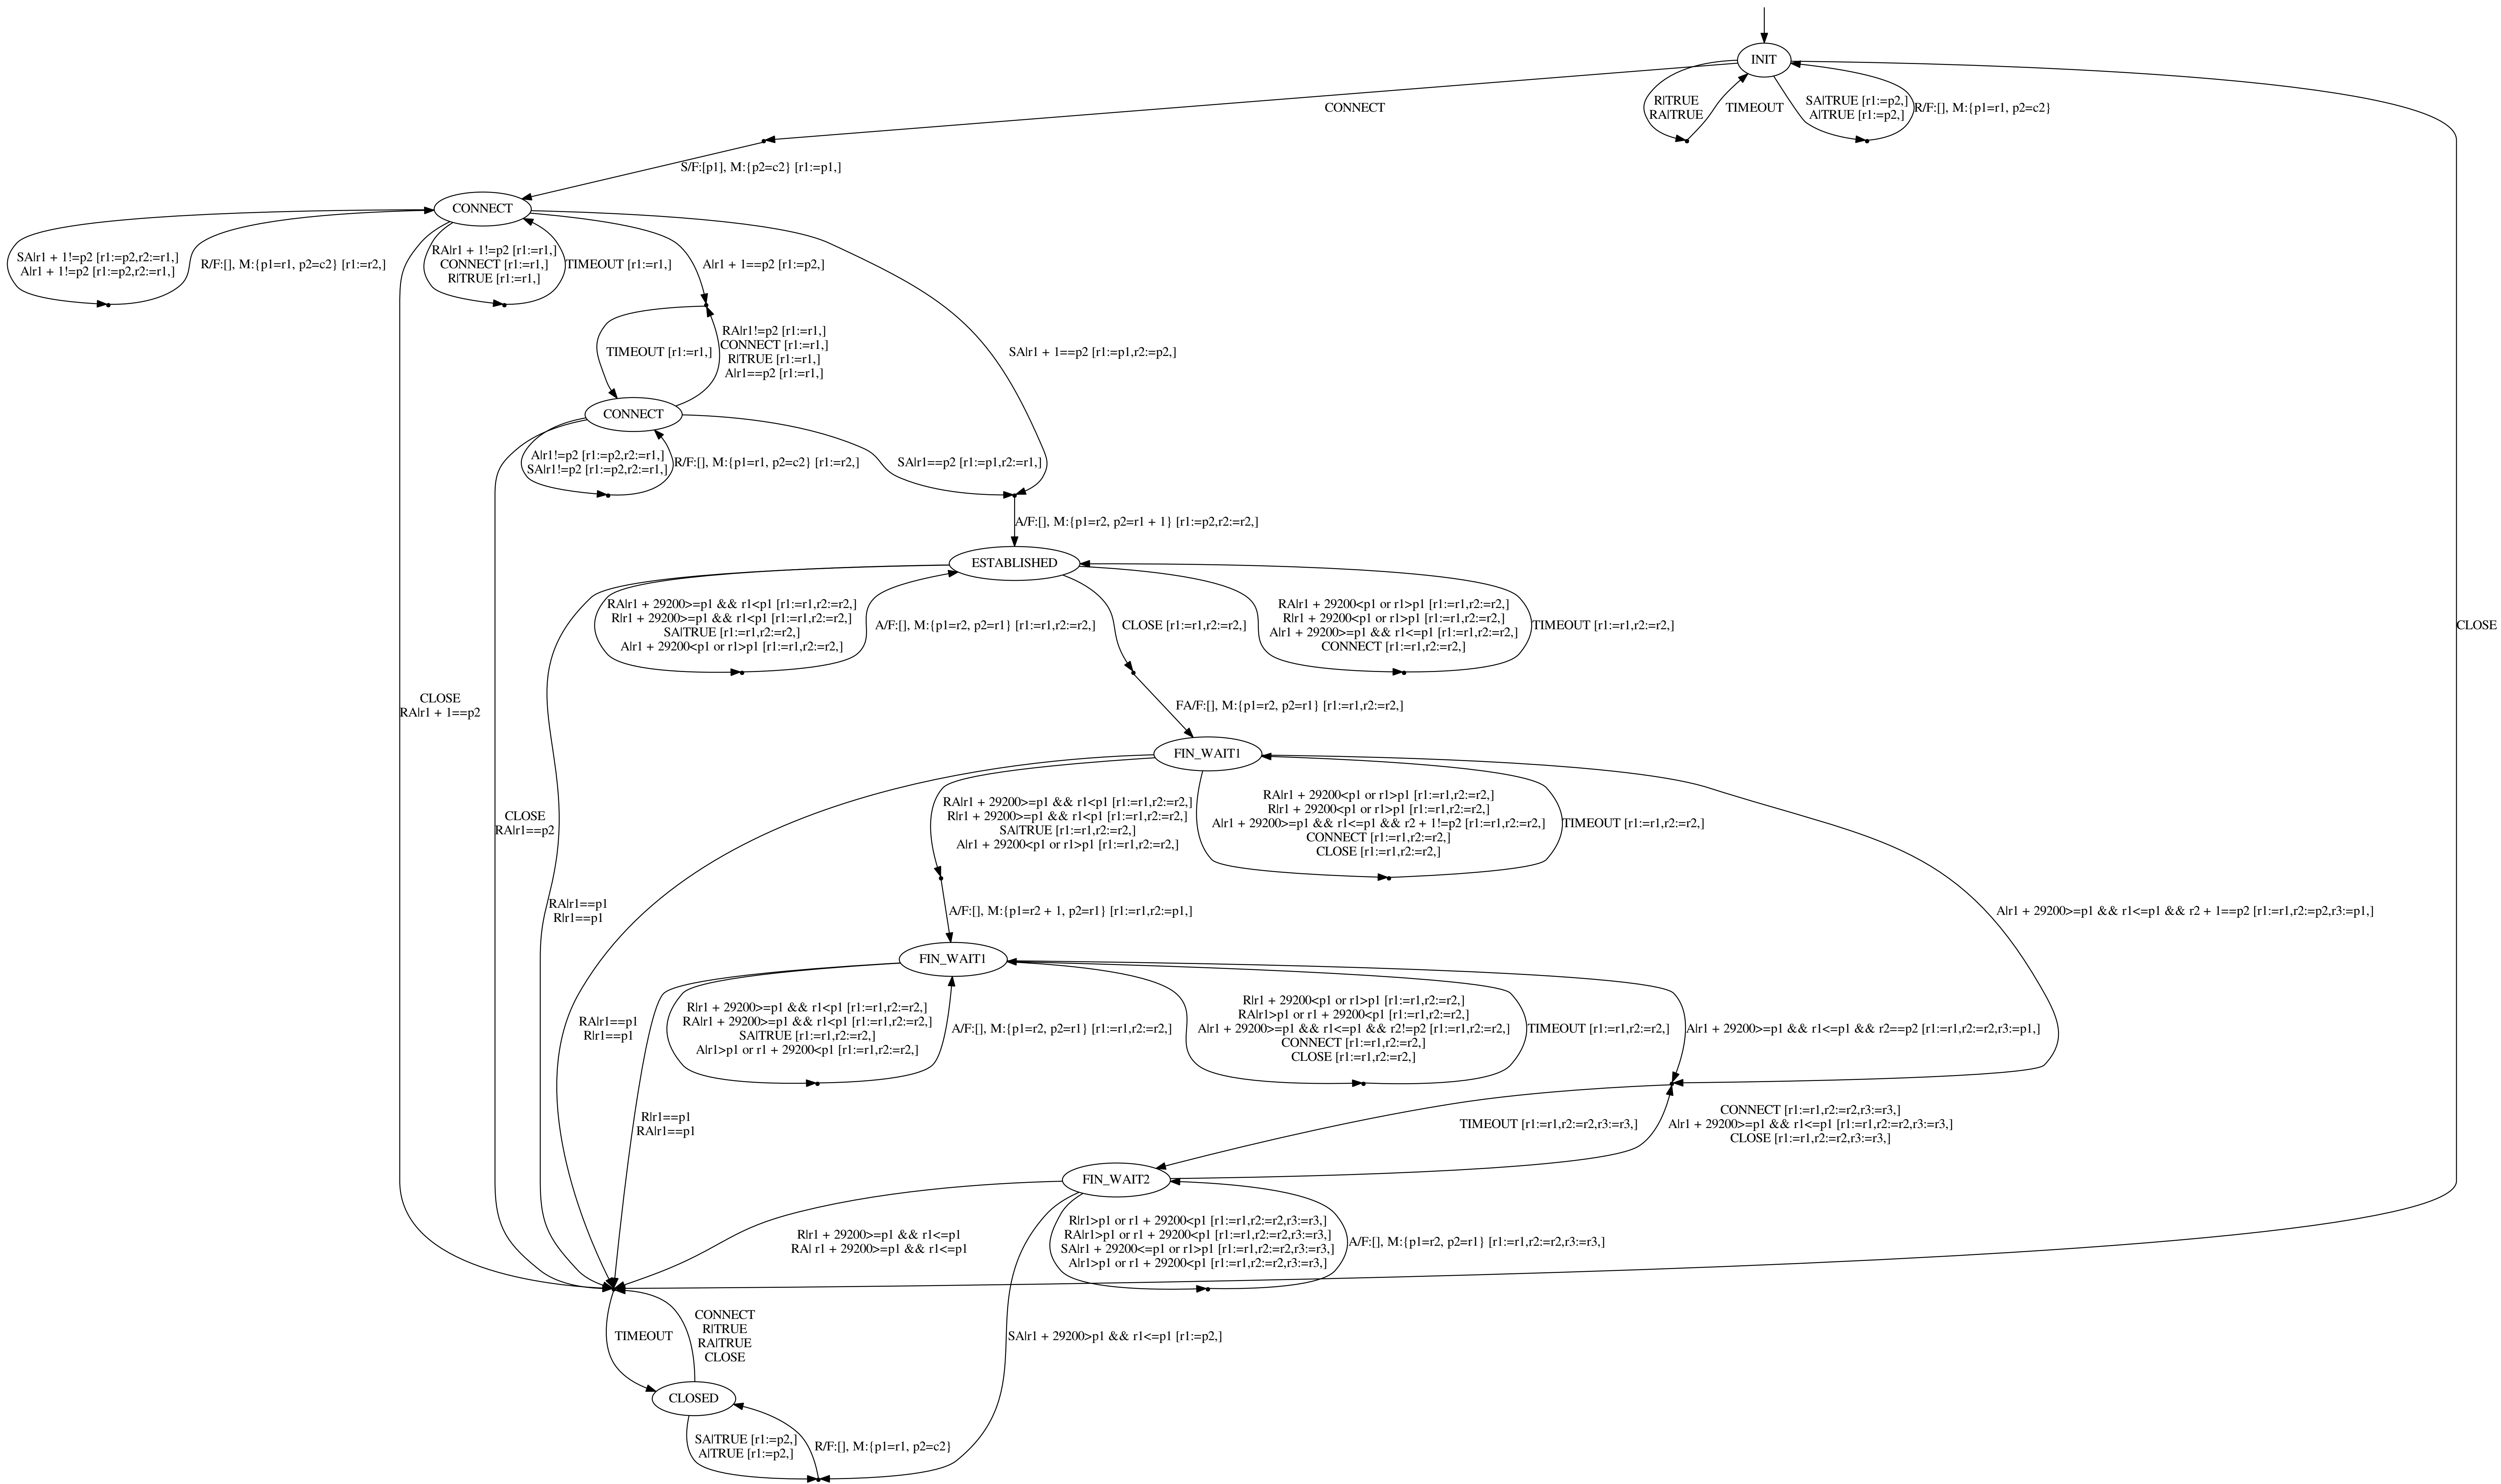 INIT
CONNECT
R|TRUE
RA|TRUE
TIMEOUT
SA|TRUE [r1:=p2,]
A|TRUE [r1:=p2,]
R/F:[], M:{p1=r1, p2=c2}
S/F:[p1], M:{p2=c2} [r1:=p1,]
CONNECT
SA|r1 + 1!=p2 [r1:=p2,r2:=r1,]
A|r1 + 1!=p2 [r1:=p2,r2:=r1,]
R/F:[], M:{p1=r1, p2=c2} [r1:=r2,]
RA|r1 + 1!=p2 [r1:=r1,]
CONNECT [r1:=r1,]
R|TRUE [r1:=r1,]
TIMEOUT [r1:=r1,]
A|r1 + 1==p2 [r1:=p2,]
TIMEOUT [r1:=r1,]
RA|r1!=p2 [r1:=r1,]
CONNECT [r1:=r1,]
R|TRUE [r1:=r1,]
A|r1==p2 [r1:=r1,]
SA|r1 + 1==p2 [r1:=p1,r2:=p2,]
CONNECT
A|r1!=p2 [r1:=p2,r2:=r1,]
SA|r1!=p2 [r1:=p2,r2:=r1,]
R/F:[], M:{p1=r1, p2=c2} [r1:=r2,]
SA|r1==p2 [r1:=p1,r2:=r1,]
A/F:[], M:{p1=r2, p2=r1 + 1} [r1:=p2,r2:=r2,]
ESTABLISHED
RA|r1 + 29200>=p1 && r1<p1 [r1:=r1,r2:=r2,]
R|r1 + 29200>=p1 && r1<p1 [r1:=r1,r2:=r2,]
SA|TRUE [r1:=r1,r2:=r2,]
A|r1 + 29200<p1 or r1>p1 [r1:=r1,r2:=r2,]
A/F:[], M:{p1=r2, p2=r1} [r1:=r1,r2:=r2,]
CLOSE [r1:=r1,r2:=r2,]
RA|r1 + 29200<p1 or r1>p1 [r1:=r1,r2:=r2,]
R|r1 + 29200<p1 or r1>p1 [r1:=r1,r2:=r2,]
A|r1 + 29200>=p1 && r1<=p1 [r1:=r1,r2:=r2,]
CONNECT [r1:=r1,r2:=r2,]
TIMEOUT [r1:=r1,r2:=r2,]
CLOSE
CLOSE
RA|r1 + 1==p2
FA/F:[], M:{p1=r2, p2=r1} [r1:=r1,r2:=r2,]
FIN_WAIT1
CLOSE
RA|r1==p2
RA|r1 + 29200>=p1 && r1<p1 [r1:=r1,r2:=r2,]
R|r1 + 29200>=p1 && r1<p1 [r1:=r1,r2:=r2,]
SA|TRUE [r1:=r1,r2:=r2,]
A|r1 + 29200<p1 or r1>p1 [r1:=r1,r2:=r2,]
RA|r1 + 29200<p1 or r1>p1 [r1:=r1,r2:=r2,]
R|r1 + 29200<p1 or r1>p1 [r1:=r1,r2:=r2,]
A|r1 + 29200>=p1 && r1<=p1 && r2 + 1!=p2 [r1:=r1,r2:=r2,]
CONNECT [r1:=r1,r2:=r2,]
CLOSE [r1:=r1,r2:=r2,]
TIMEOUT [r1:=r1,r2:=r2,]
RA|r1==p1
R|r1==p1
A/F:[], M:{p1=r2 + 1, p2=r1} [r1:=r1,r2:=p1,]
A|r1 + 29200>=p1 && r1<=p1 && r2 + 1==p2 [r1:=r1,r2:=p2,r3:=p1,]
FIN_WAIT1
RA|r1==p1
R|r1==p1
R|r1 + 29200>=p1 && r1<p1 [r1:=r1,r2:=r2,]
RA|r1 + 29200>=p1 && r1<p1 [r1:=r1,r2:=r2,]
SA|TRUE [r1:=r1,r2:=r2,]
A|r1>p1 or r1 + 29200<p1 [r1:=r1,r2:=r2,]
A/F:[], M:{p1=r2, p2=r1} [r1:=r1,r2:=r2,]
R|r1 + 29200<p1 or r1>p1 [r1:=r1,r2:=r2,]
RA|r1>p1 or r1 + 29200<p1 [r1:=r1,r2:=r2,]
A|r1 + 29200>=p1 && r1<=p1 && r2!=p2 [r1:=r1,r2:=r2,]
CONNECT [r1:=r1,r2:=r2,]
CLOSE [r1:=r1,r2:=r2,]
TIMEOUT [r1:=r1,r2:=r2,]
A|r1 + 29200>=p1 && r1<=p1 && r2==p2 [r1:=r1,r2:=r2,r3:=p1,]
R|r1==p1
RA|r1==p1
TIMEOUT [r1:=r1,r2:=r2,r3:=r3,]
CONNECT [r1:=r1,r2:=r2,r3:=r3,]
A|r1 + 29200>=p1 && r1<=p1 [r1:=r1,r2:=r2,r3:=r3,]
CLOSE [r1:=r1,r2:=r2,r3:=r3,]
FIN_WAIT2
R|r1 + 29200>=p1 && r1<=p1
RA| r1 + 29200>=p1 && r1<=p1
R|r1>p1 or r1 + 29200<p1 [r1:=r1,r2:=r2,r3:=r3,]
RA|r1>p1 or r1 + 29200<p1 [r1:=r1,r2:=r2,r3:=r3,]
SA|r1 + 29200<=p1 or r1>p1 [r1:=r1,r2:=r2,r3:=r3,]
A|r1>p1 or r1 + 29200<p1 [r1:=r1,r2:=r2,r3:=r3,]
A/F:[], M:{p1=r2, p2=r1} [r1:=r1,r2:=r2,r3:=r3,]
TIMEOUT
CONNECT
R|TRUE
RA|TRUE
CLOSE
SA|r1 + 29200>p1 && r1<=p1 [r1:=p2,]
CLOSED
SA|TRUE [r1:=p2,]
A|TRUE [r1:=p2,]
R/F:[], M:{p1=r1, p2=c2}